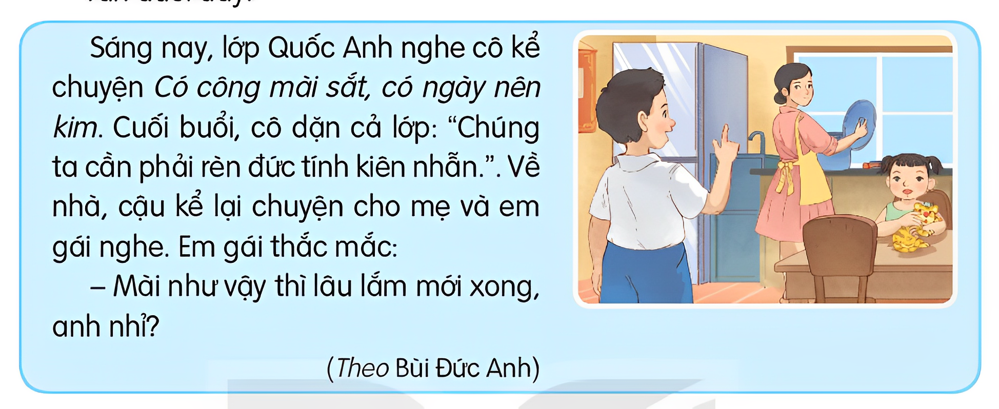 Sáng nay, lớp Quốc Anh nghe cô kể
chuyện Có công mài sắt, có ngày nên
kim. Cuối buổi, cô dặn cả lớp: “Chúng
ta cần phải rèn đức tính kiên nhẫn.”. Về
nhà, cậu kể lại chuyện cho mẹ và em
gái nghe. Em gái thắc mắc:
– Mài như vậy thì lâu lắm mới xong,
anh nhỉ?
(Theo Bùi Đức Anh)